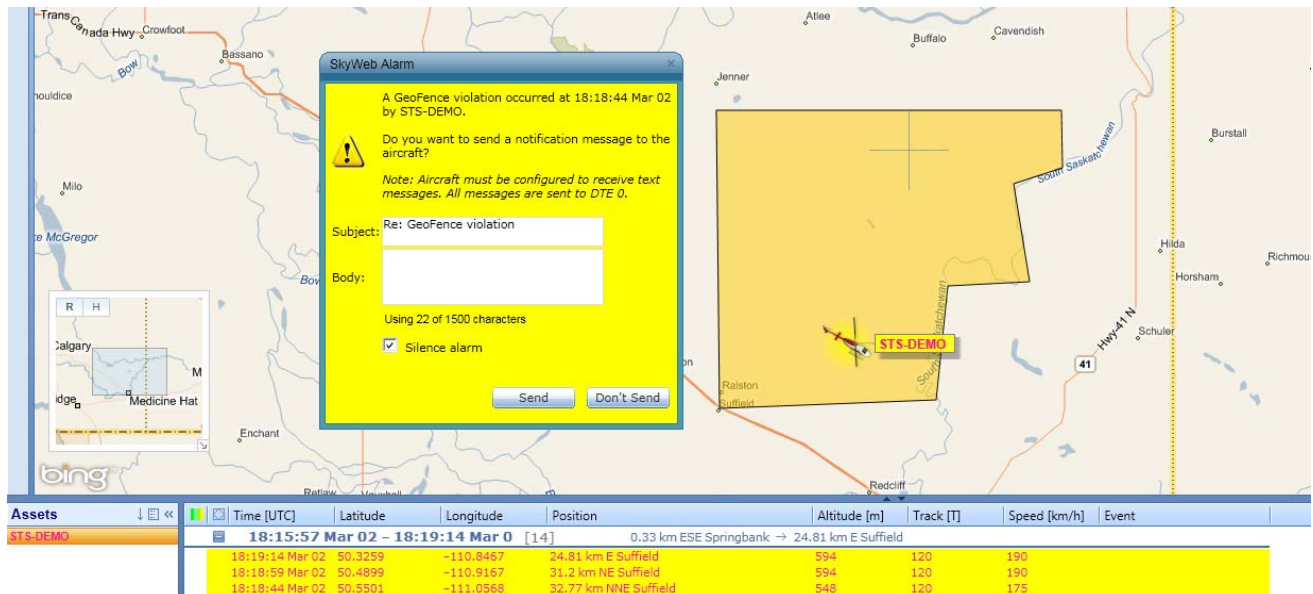 Trans
Canada Hwy
Crowfoot
Bassano
Bow
Milo
McGregor
Bow
Enchant
Atlee
Buffalo
Cavendish
Jenner
South Saskatchewan
Burstall
Hilda
Horsham
Hwy-41 N
Schuler
41
Ralston
Suffield
South Saskatchewan
Redcliff
STS-DEMO
SkyWeb Alarm
A GeoFence violation occurred at 18:18:44 Mar 02
by STS-DEMO.
Do you want to send a notification message to the
aircraft?
Note: Aircraft must be configured to receive text
messages. All messages are sent to DTE 0.
Subject: Re: GeoFence violation
Body:
Using 22 of 1500 characters
Silence alarm
Send Don't Send
R H
Calgary
M
Medicine Hat
bing
Assets
STS-DEMO
Time [UTC] Latitude Longitude Position Altitude [m] Track [T] Speed [km/h] Event
18:15:57 Mar 02 - 18:19:14 Mar 0 [14] 0.33 km ESE Springbank → 24.81 km E Suffield
18:19:14 Mar 02 50.3259 -110.8467 24.81 km E Suffield 594 120 190
18:18:59 Mar 02 50.4899 -110.9167 31.2 km NE Suffield 594 120 190
18:18:44 Mar 02 50.5501 -111.0568 32.77 km NNE Suffield 548 120 175